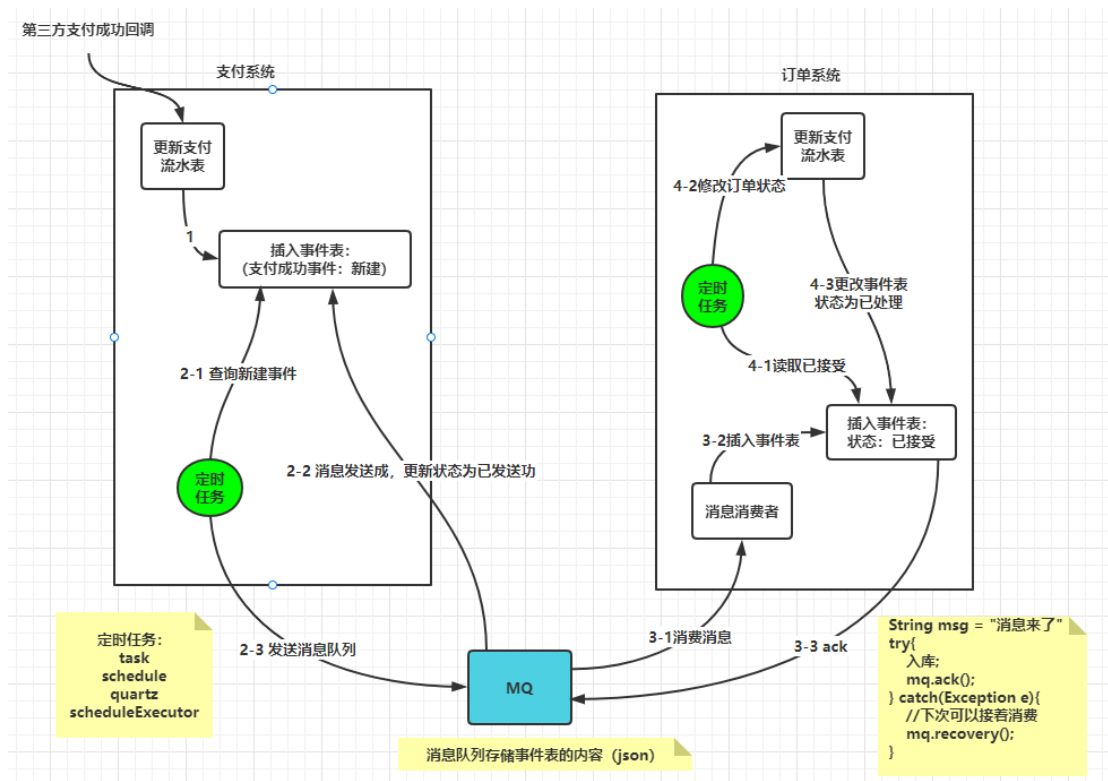 第三方支付成功回调
支付系统
更新支付
流水表
1
插入事件表：
(支付成功事件：新建)
2-1 查询新建事件
定时
任务
2-2 消息发送成，更新状态为已发送功
2-3 发送消息队列
定时任务：
task
schedule
quartz
scheduleExecutor
MQ
消息队列存储事件表的内容（json）
订单系统
更新支付
流水表
4-2修改订单状态
定时
任务
4-3更改事件表
状态为已处理
4-1读取已接受
插入事件表：
状态：已接受
3-2插入事件表
消息消费者
3-1消费消息
3-3 ack
String msg = "消息来了"
try{
入库;
mq.ack();
} catch(Exception e){
//下次可以接着消费
mq.recovery();
}